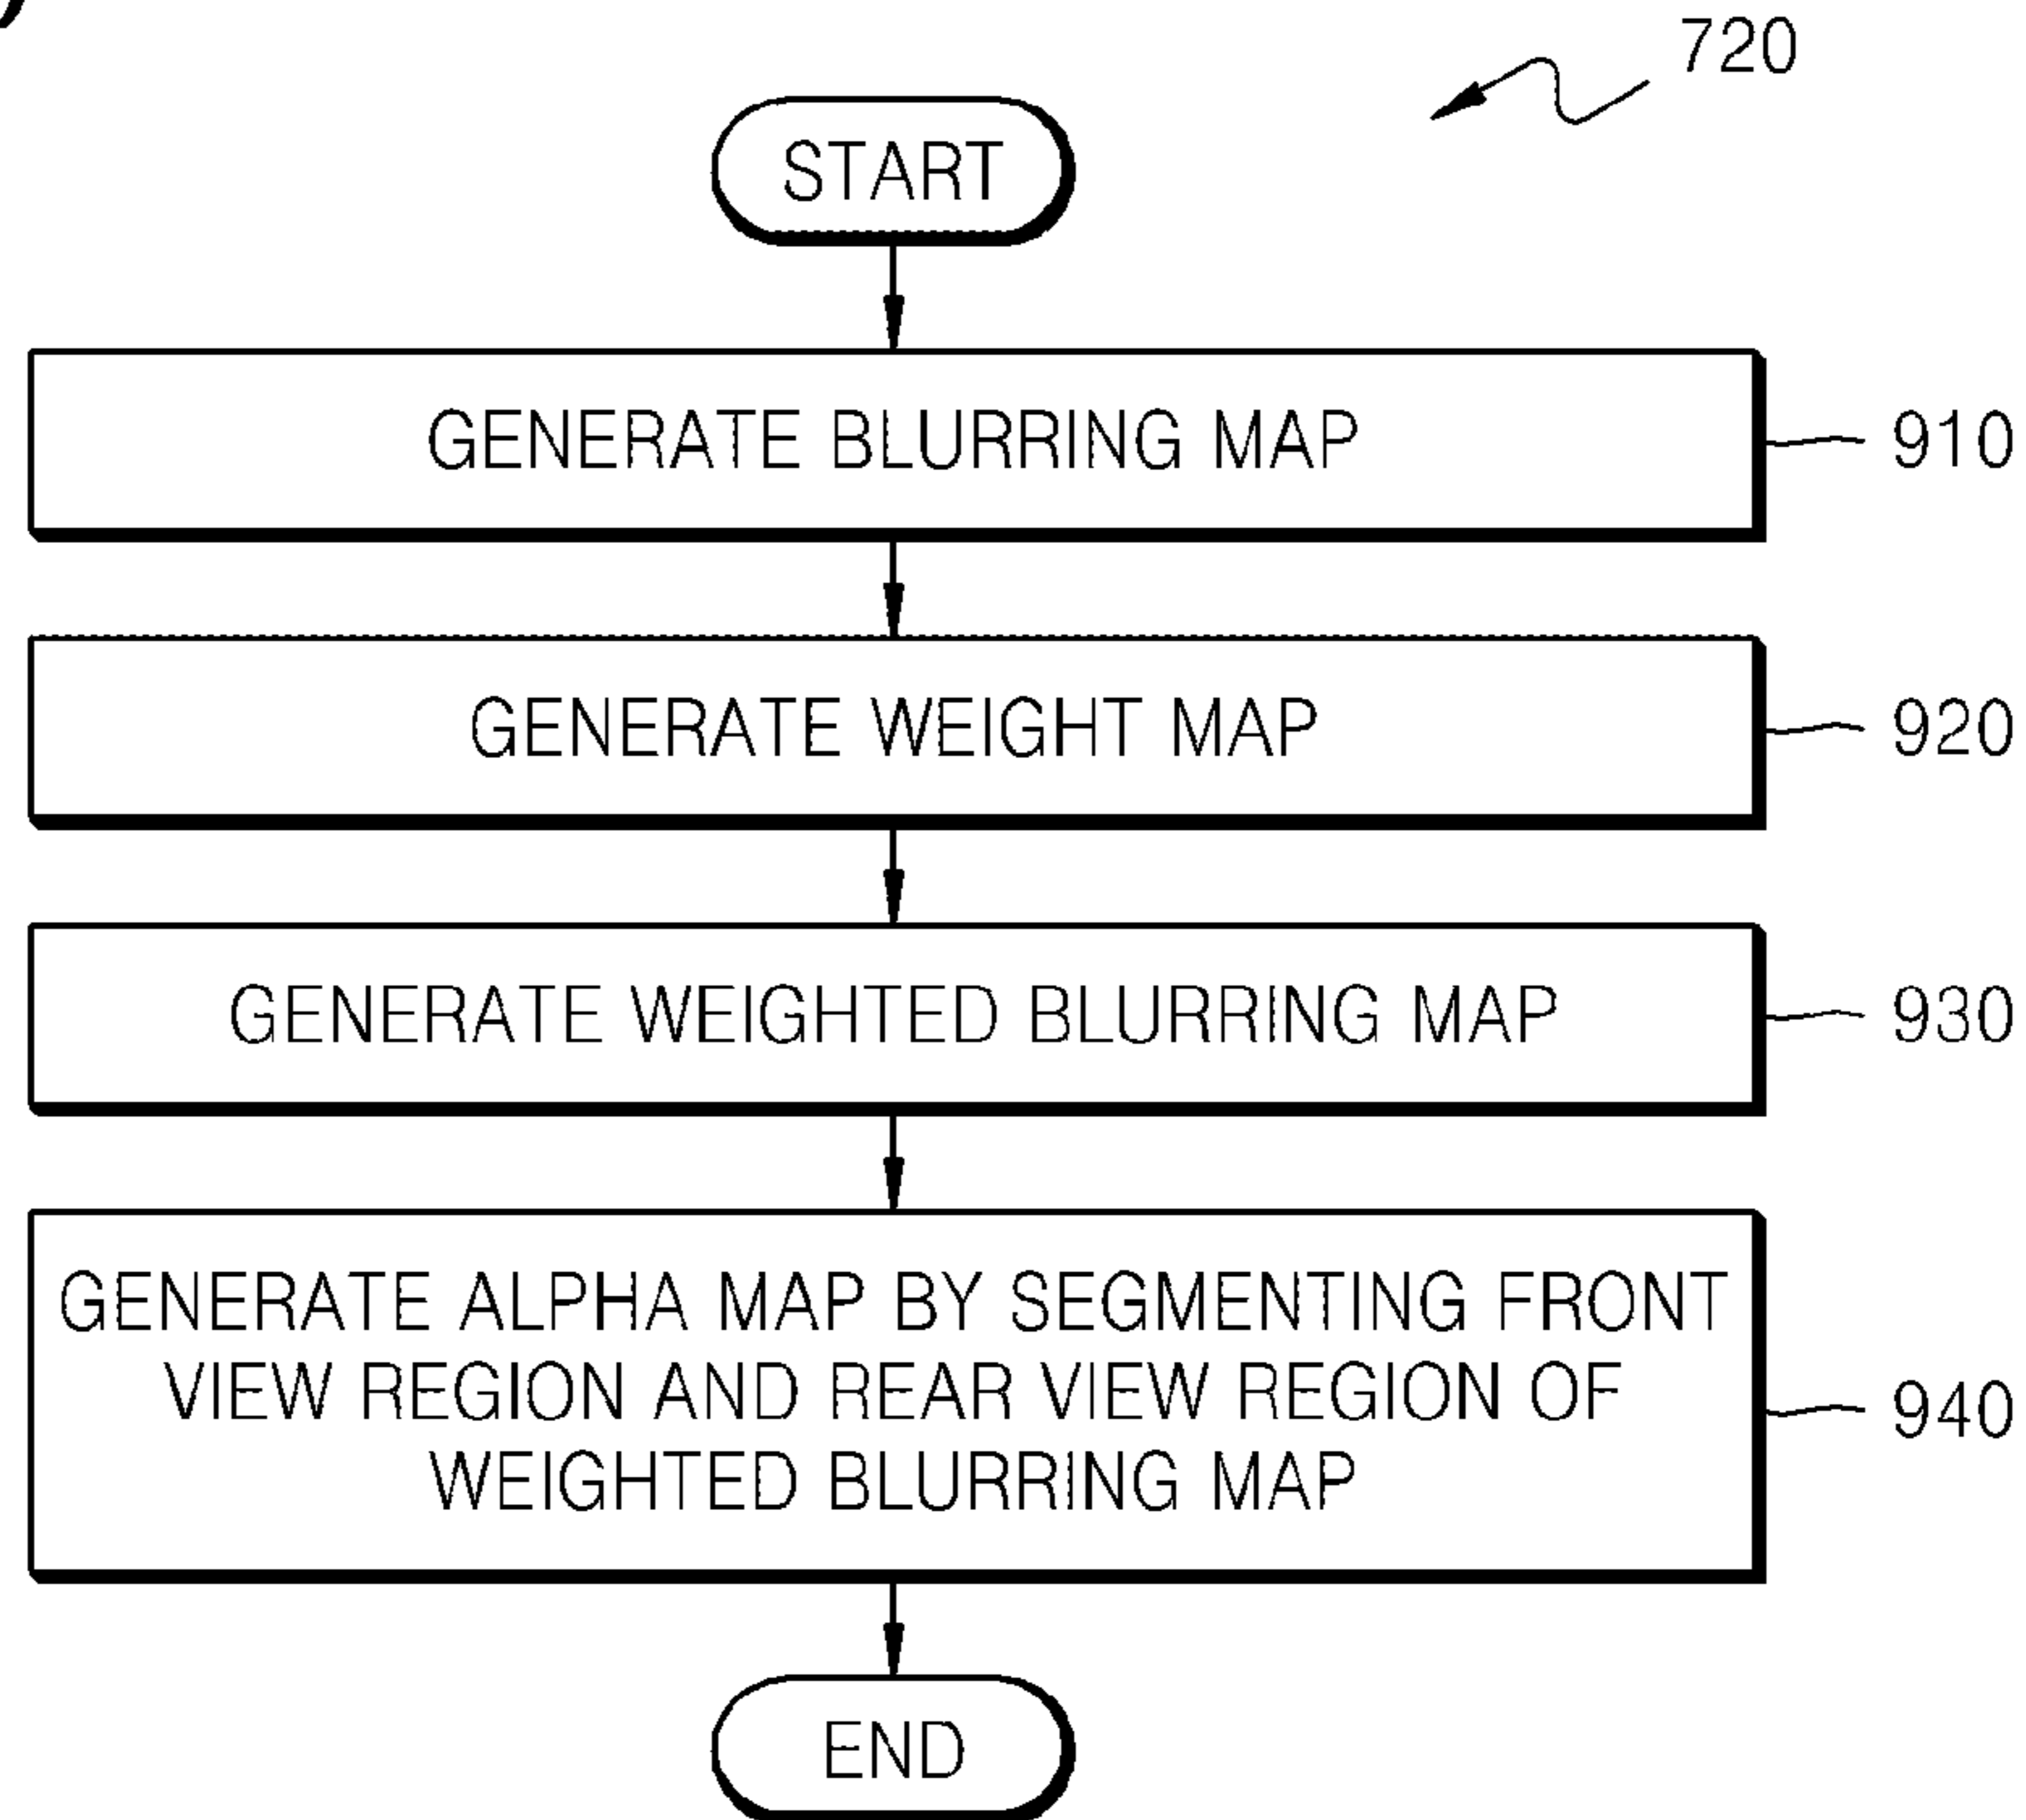 720
START
GENERATE BLURRING MAP
910
GENERATE WEIGHT MAP
920
GENERATE WEIGHTED BLURRING MAP
930
GENERATE ALPHA MAP BY SEGMENTING FRONT
VIEW REGION AND REAR VIEW REGION OF
WEIGHTED BLURRING MAP
940
END